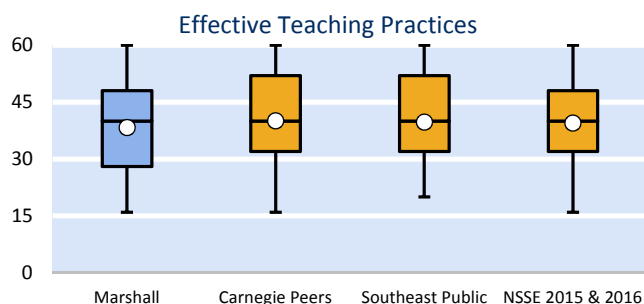 Effective Teaching Practices
60
45
30
15
0
Marshall Carnegie Peers Southeast Public NSSE 2015 & 2016